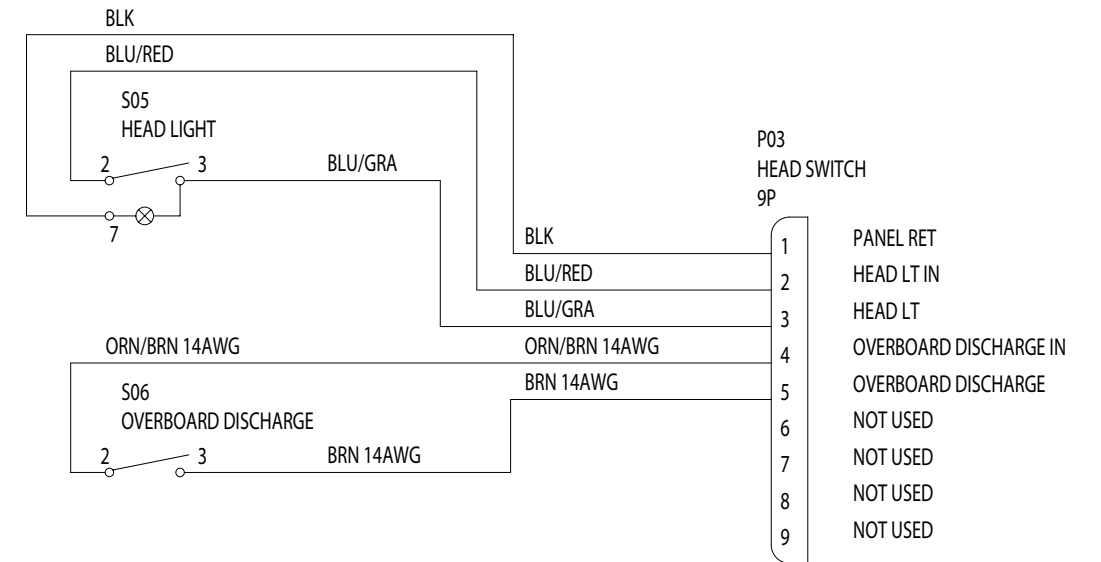 BLK
BLU/RED
S05
HEAD LIGHT
2
3
BLU/GRA
7
P03
HEAD SWITCH
9P
BLK
1
PANEL RET
BLU/RED
2
HEAD LT IN
BLU/GRA
3
HEAD LT
ORN/BRN 14AWG
ORN/BRN 14AWG
4
OVERBOARD DISCHARGE IN
BRN 14AWG
5
OVERBOARD DISCHARGE
S06
OVERBOARD DISCHARGE
2
3
BRN 14AWG
6
NOT USED
7
NOT USED
8
NOT USED
9
NOT USED